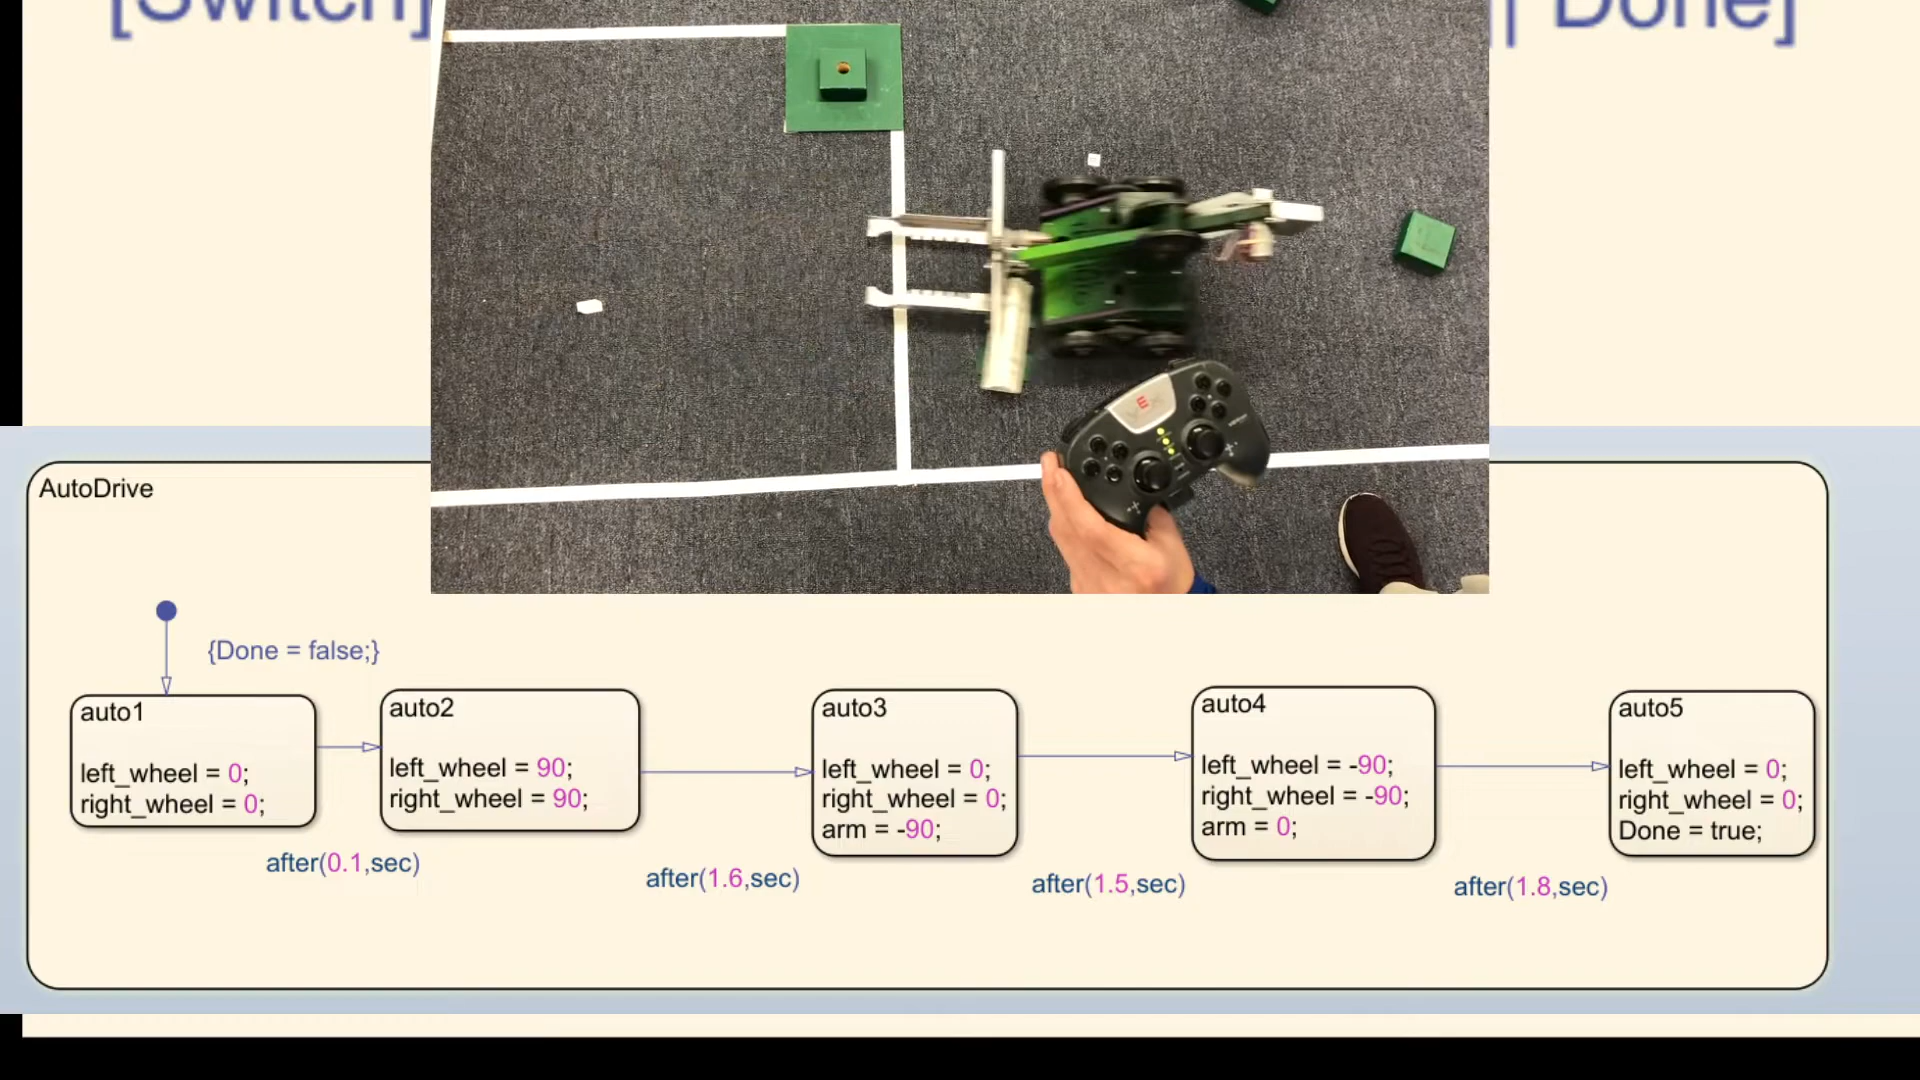 [Switch]
|| Done]
AutoDrive
{Done = false;}
auto1
left_wheel = 0;
right_wheel = 0;
after(0.1,sec)
auto2
left_wheel = 90;
right_wheel = 90;
after(1.6,sec)
auto3
left_wheel = 0;
right_wheel = 0;
arm = -90;
after(1.5,sec)
auto4
left_wheel = -90;
right_wheel = -90;
arm = 0;
after(1.8,sec)
auto5
left_wheel = 0;
right_wheel = 0;
Done = true;